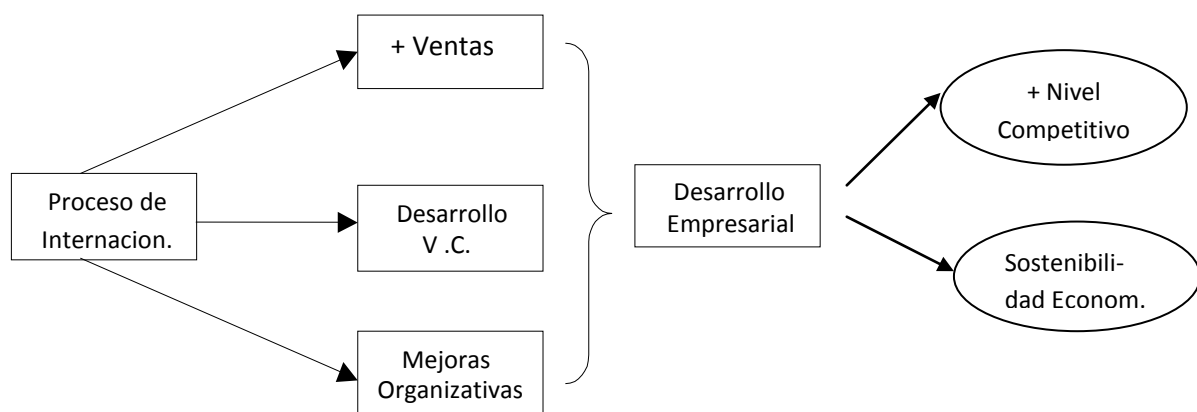 + Ventas
Proceso de
Internacion.
Desarrollo
V .C.
Mejoras
Organizativas
Desarrollo
Empresarial
+ Nivel
Competitivo
Sostenibili-
dad Econom.